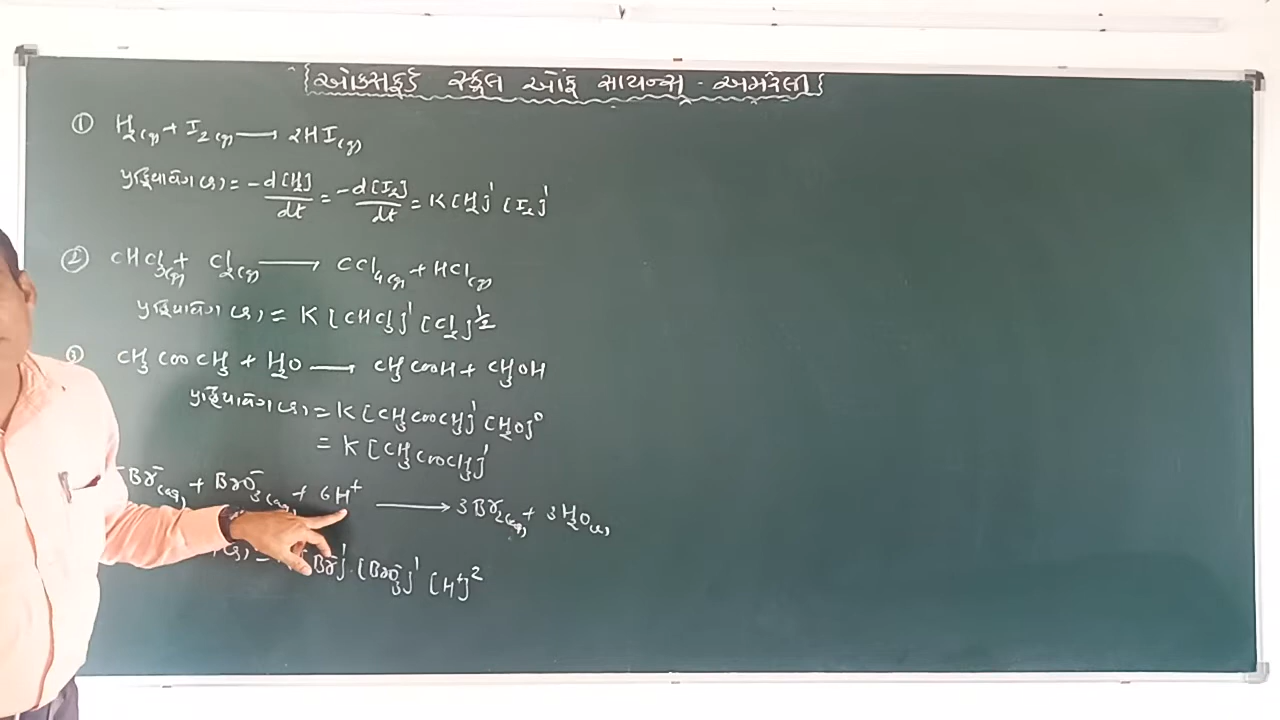 {ઓક્સફર્ડ સ્કુલ ઓફ સાયન્સ - અમરેલી}
① H₂(g) + I₂(g) ⟶ 2HI(g)
પ્રક્રિયાવેગ(r) = -d[H₂]/dt = -d[I₂]/dt = K[H₂]¹ [I₂]¹
② CHCl₃(g) + Cl₂(g) ⟶ CCl₄(g) + HCl(g)
પ્રક્રિયાવેગ(r) = K [CHCl₃]¹ [Cl₂]^½
③ CH₃COOCH₃ + H₂O ⟶ CH₃COOH + CH₃OH
પ્રક્રિયાવેગ(r) = K [CH₃COOCH₃]¹ [H₂O]⁰
= K [CH₃COOCH₃]¹
Br⁻(aq) + BrO₃⁻(aq) + 6H⁺ ⟶ 3Br₂(aq) + 3H₂O(l)
(r) = [Br⁻]¹ [BrO₃⁻]¹ [H⁺]²